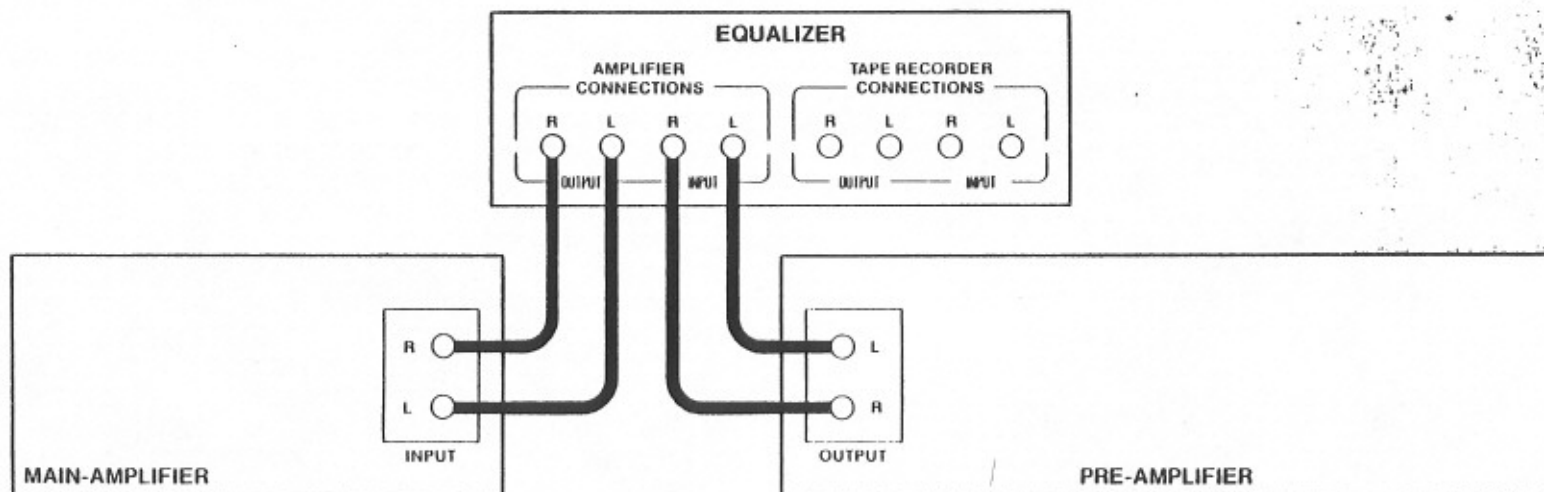 EQUALIZER
AMPLIFIER
CONNECTIONS
TAPE RECORDER
CONNECTIONS
R L R L
R L R L
OUTPUT INPUT
OUTPUT INPUT
R
L
INPUT
MAIN-AMPLIFIER
L
R
OUTPUT
PRE-AMPLIFIER